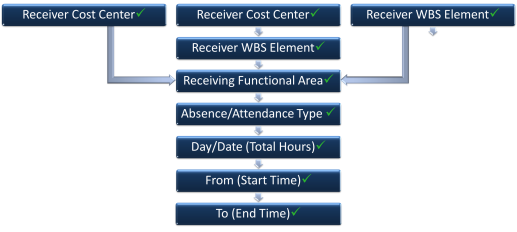 Receiver Cost Center✓
Receiver Cost Center✓
Receiver WBS Element✓
Receiver WBS Element✓
Receiving Functional Area✓
Absence/Attendance Type ✓
Day/Date (Total Hours)✓
From (Start Time)✓
To (End Time)✓